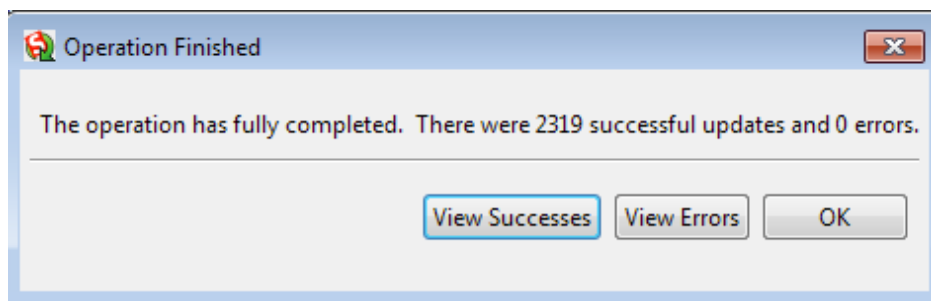 Operation Finished
The operation has fully completed.  There were 2319 successful updates and 0 errors.
View Successes View Errors OK